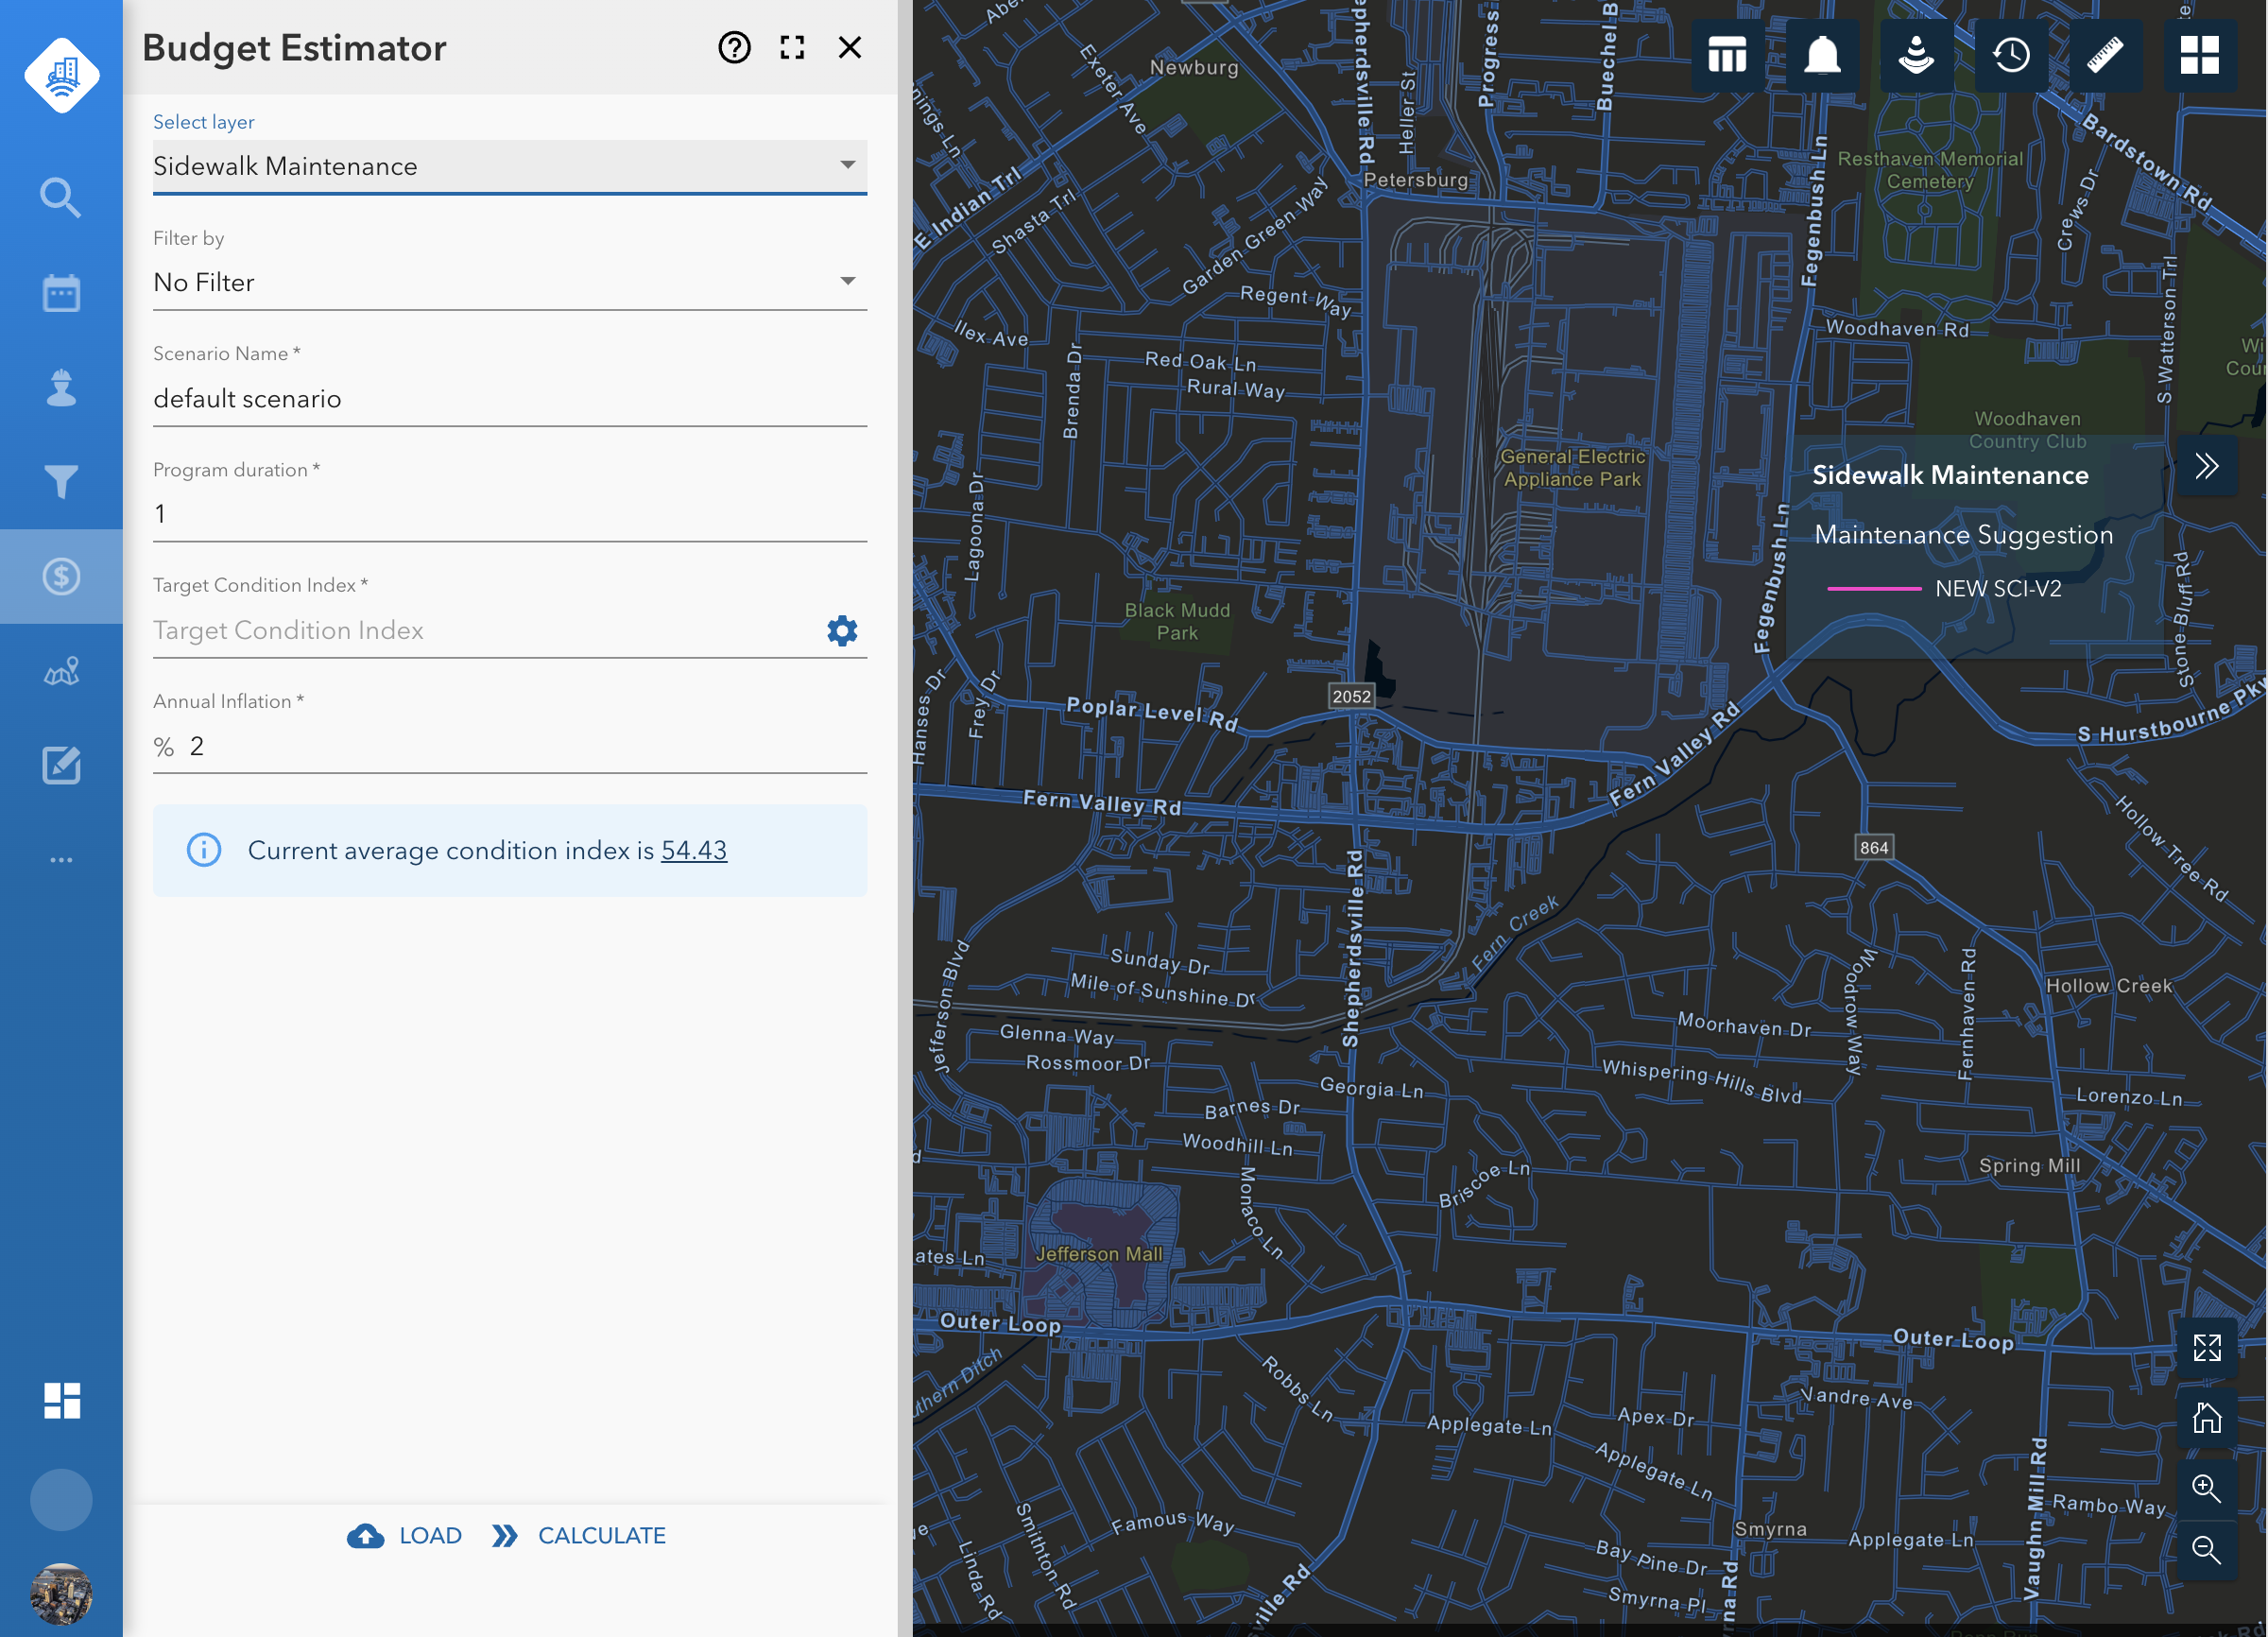 Budget Estimator
Select layer
Sidewalk Maintenance
Filter by
No Filter
Scenario Name *
default scenario
Program duration *
1
Target Condition Index *
Target Condition Index
Annual Inflation *
% 2
Current average condition index is 54.43
LOAD
CALCULATE
Newburg
Exeter Ave
E Indian Trl
Shasta Trl
Garden Green Way
Petersburg
Heller St
Progress
Buechel B
Fegenbush Ln
Resthaven Memorial
Cemetery
Bardstown Rd
Crews Dr
S Watterson Trl
Regent Way
Ilex Ave
Brenda Dr
Red Oak Ln
Rural Way
Woodhaven Rd
Woodhaven
Country Club
General Electric
Appliance Park
Sidewalk Maintenance
Maintenance Suggestion
NEW SCI-V2
Lagoona Dr
Black Mudd
Park
Fegenbush Ln
Stone Bluff Rd
Hanses Dr
Frey Dr
Poplar Level Rd
2052
Fern Valley Rd
S Hurstbourne Pkw
Fern Valley Rd
864
Hollow Tree Rd
Shepherdsville Rd
Fern Creek
Jefferson Blvd
Sunday Dr
Mile of Sunshine Dr
Woodrow Way
Fernhaven Rd
Hollow Creek
Glenna Way
Rossmoor Dr
Moorhaven Dr
Whispering Hills Blvd
Georgia Ln
Barnes Dr
Woodhill Ln
Lorenzo Ln
Monaco Ln
Briscoe Ln
Spring Mill
ates Ln
Jefferson Mall
Outer Loop
Outer Loop
thern Ditch
Robbs Ln
Applegate Ln
Apex Dr
Vandre Ave
Applegate Ln
Vaughn Mill Rd
Rambo Way
Smithton Rd
Linda Rd
Famous Way
Smyrna
Applegate Ln
Bay Pine Dr
Smyrna Pl
rna Rd
sville Rd